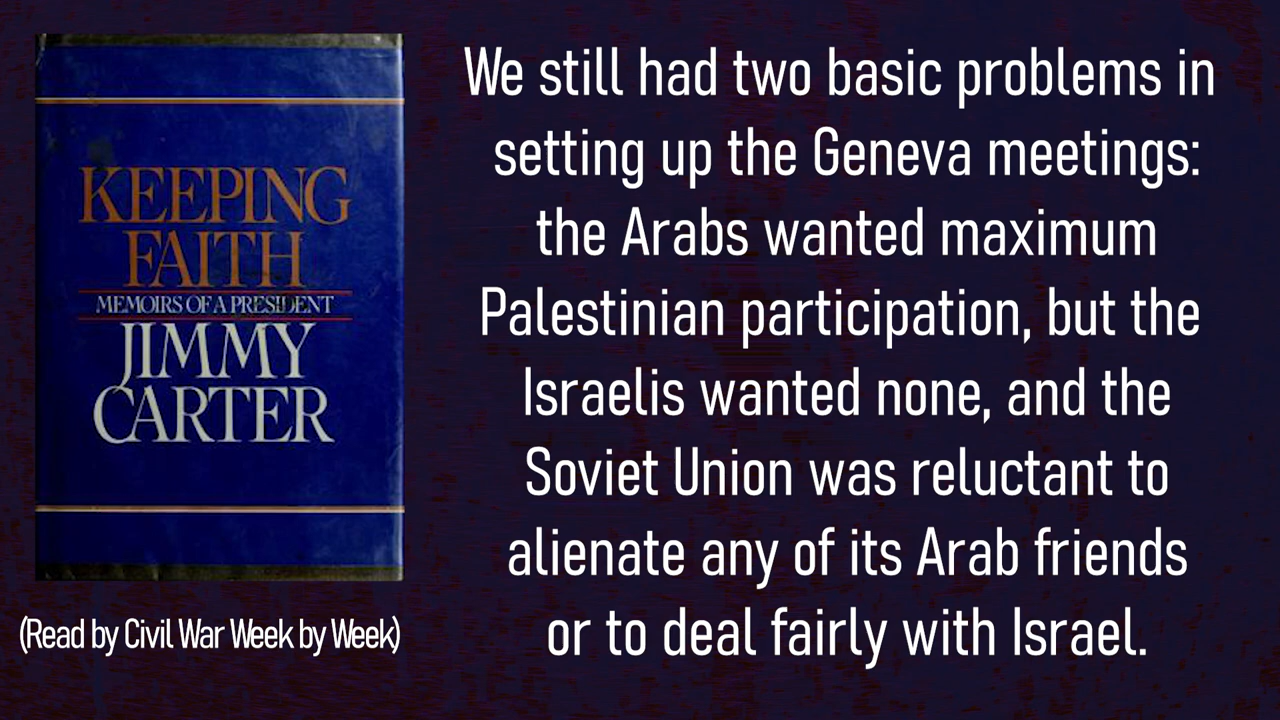 KEEPING
FAITH
MEMOIRS OF A PRESIDENT
JIMMY
CARTER
(Read by Civil War Week by Week)
We still had two basic problems in
setting up the Geneva meetings:
the Arabs wanted maximum
Palestinian participation, but the
Israelis wanted none, and the
Soviet Union was reluctant to
alienate any of its Arab friends
or to deal fairly with Israel.